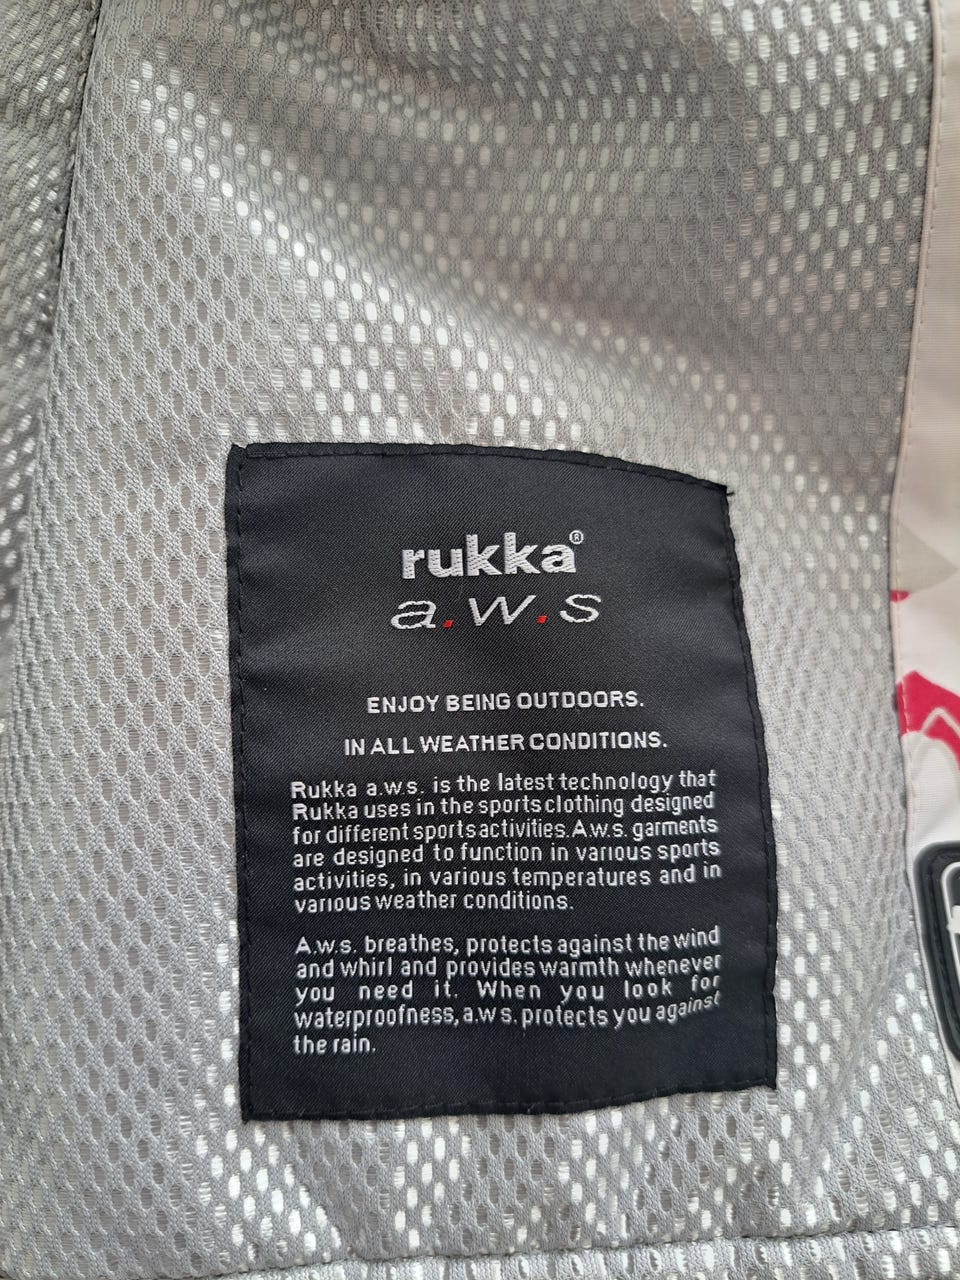 rukka®
a.w.s
ENJOY BEING OUTDOORS.
IN ALL WEATHER CONDITIONS.
Rukka a.w.s. is the latest technology that
Rukka uses in the sports clothing designed
for different sports activities. A.w.s. garments
are designed to function in various sports
activities, in various temperatures and in
various weather conditions.
A.w.s. breathes, protects against the wind
and whirl and provides warmth whenever
you need it. When you look for
waterproofness, a.w.s. protects you against
the rain.